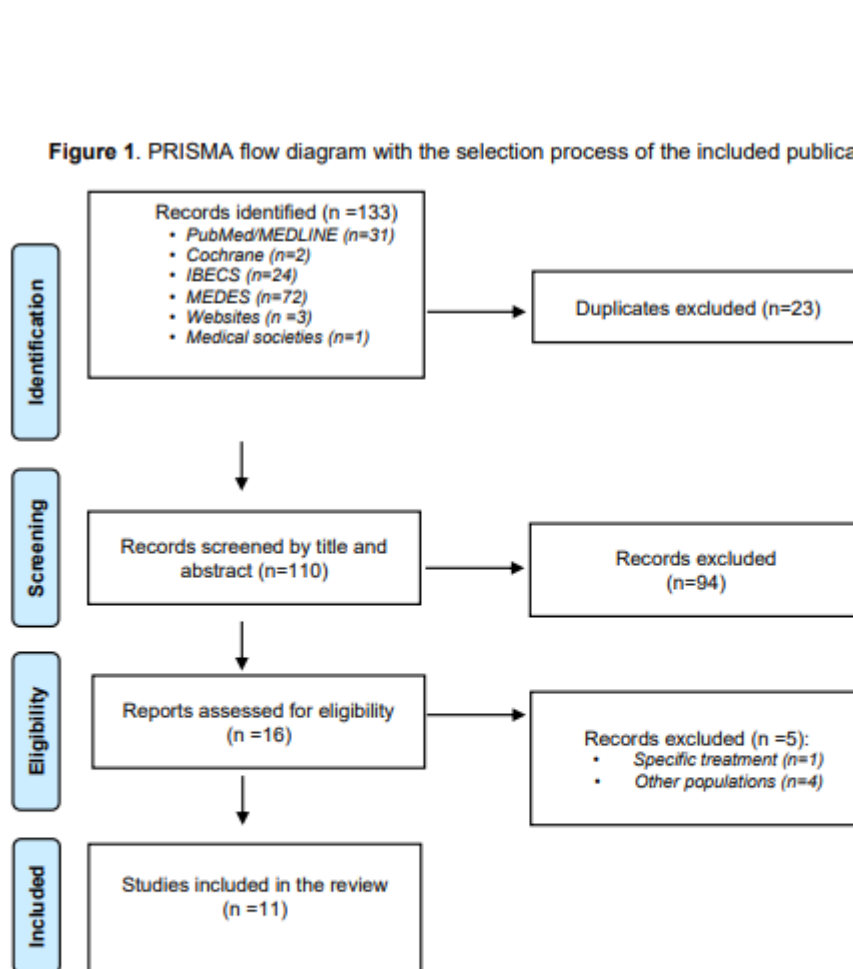 Figure 1. PRISMA flow diagram with the selection process of the included publica
Identification
Records identified (n =133)
• PubMed/MEDLINE (n=31)
• Cochrane (n=2)
• IBECS (n=24)
• MEDES (n=72)
• Websites (n =3)
• Medical societies (n=1)
Duplicates excluded (n=23)
Screening
Records screened by title and
abstract (n=110)
Records excluded
(n=94)
Eligibility
Reports assessed for eligibility
(n =16)
Records excluded (n =5):
• Specific treatment (n=1)
• Other populations (n=4)
Included
Studies included in the review
(n =11)